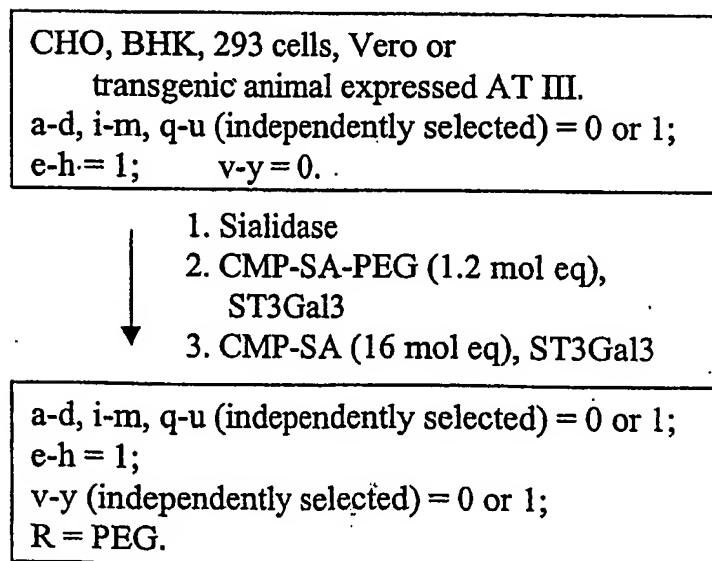 CHO, BHK, 293 cells, Vero or
transgenic animal expressed AT III.
a-d, i-m, q-u (independently selected) = 0 or 1;
e-h = 1; v-y = 0.
1. Sialidase
2. CMP-SA-PEG (1.2 mol eq),
ST3Gal3
3. CMP-SA (16 mol eq), ST3Gal3
a-d, i-m, q-u (independently selected) = 0 or 1;
e-h = 1;
v-y (independently selected) = 0 or 1;
R = PEG.